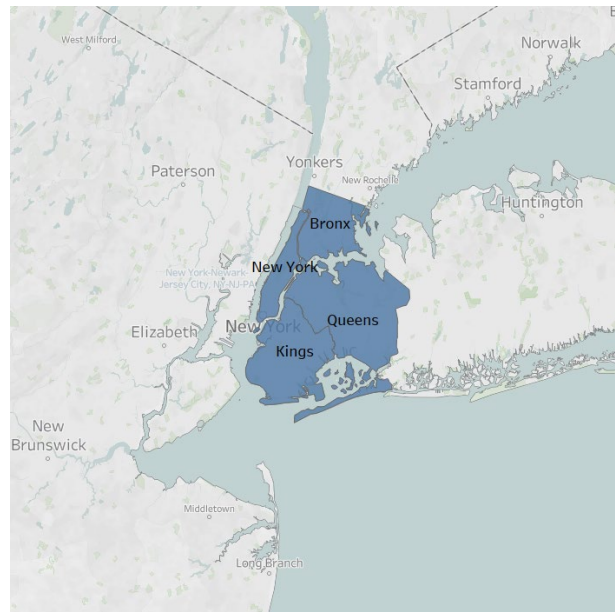 West Milford
Norwalk
Stamford
Paterson
Yonkers
New Rochelle
Huntington
Bronx
New York
New York-Newark-
Jersey City, NY-NJ-PA
New York
Queens
Elizabeth
Kings
New
Brunswick
Middletown
Long Branch